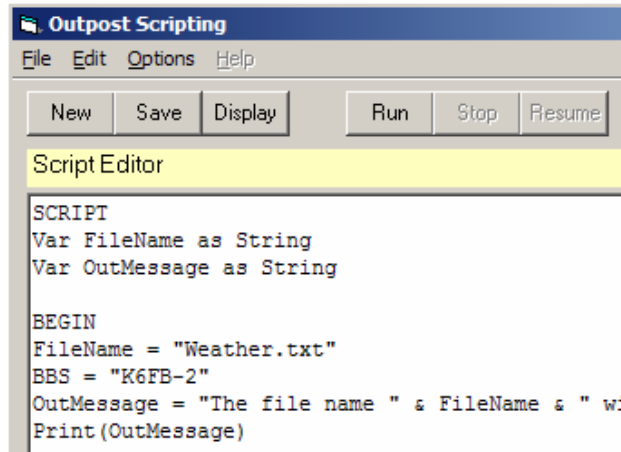 Outpost Scripting
File Edit Options Help
New Save Display Run Stop Resume
Script Editor
SCRIPT
Var FileName as String
Var OutMessage as String
BEGIN
FileName = "Weather.txt"
BBS = "K6FB-2"
OutMessage = "The file name " & FileName & "
Print(OutMessage)